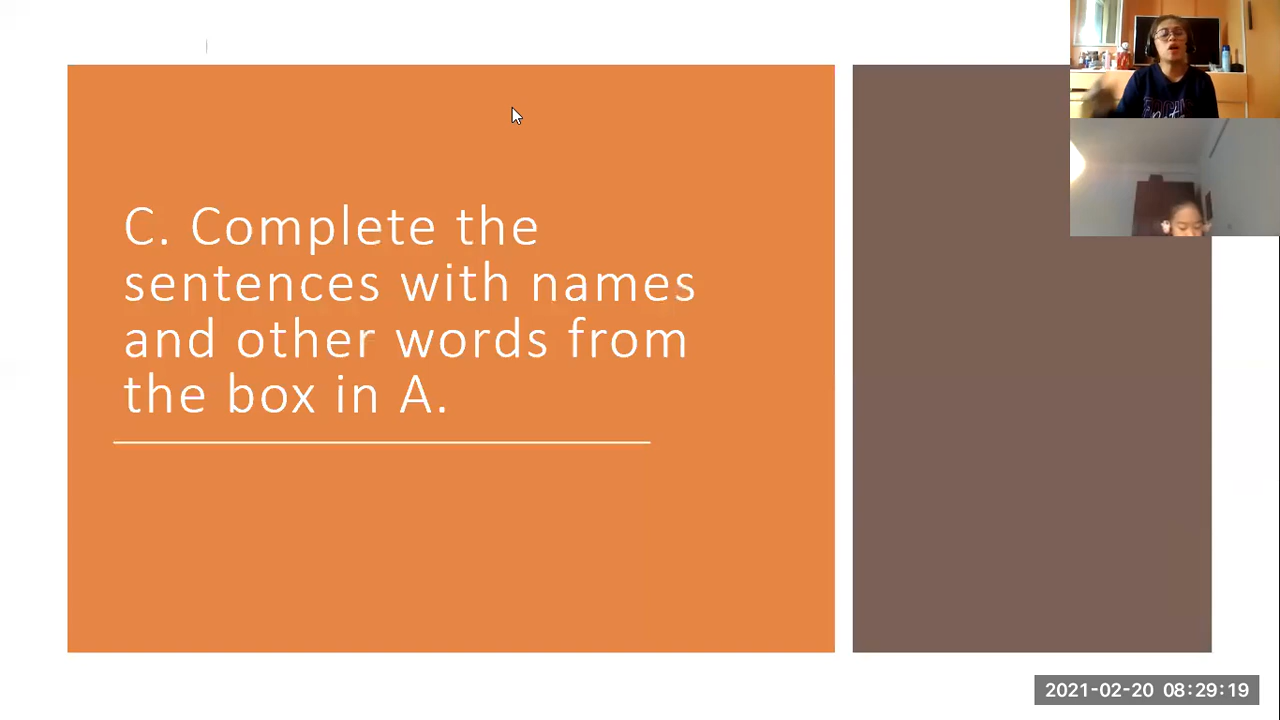 C. Complete the
sentences with names
and other words from
the box in A.
2021-02-20 08:29:19